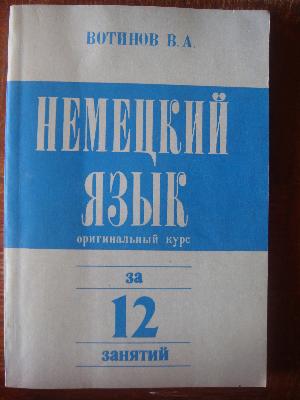 ВОТИНОВ В.А.
НЕМЕЦКИЙ
ЯЗЫК
оригинальный курс
за
12
занятий